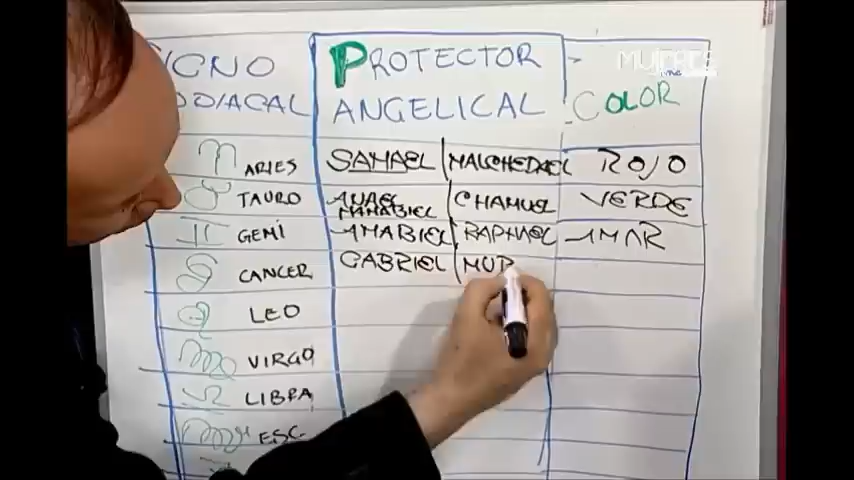 SIGNO PROTECTOR
ZODIACAL ANGELICAL COLOR
MUJERES
ARIES SAMAEL MALCHEDAEL ROJO
TAURO ANAEL CHAMUEL VERDE
GEMI AMABIEL RAPHAEL AMAR
CANCER GABRIEL MUR
LEO
VIRGO
LIBRA
ESC